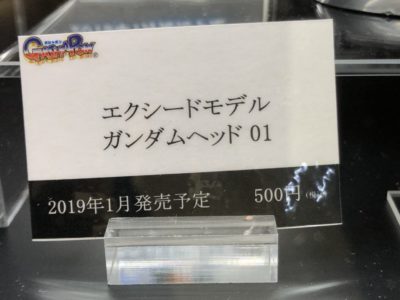 エクシードモデル
ガンダムヘッド 01
2019年1月発売予定 500円